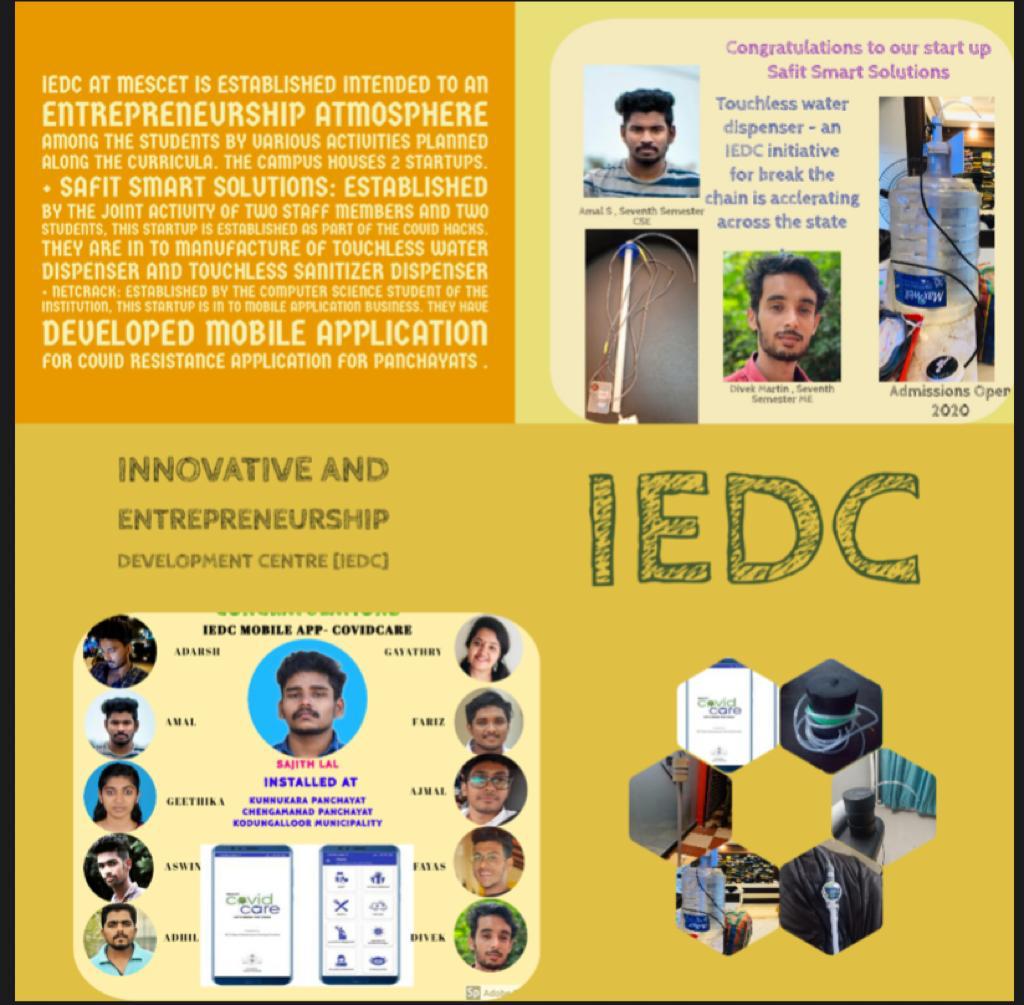 IEDC AT MESCET IS ESTABLISHED INTENDED TO AN
ENTREPRENEURSHIP ATMOSPHERE
AMONG THE STUDENTS BY VARIOUS ACTIVITIES PLANNED
ALONG THE CURRICULA. THE CAMPUS HOUSES 2 STARTUPS.
• SAFIT SMART SOLUTIONS: ESTABLISHED
BY THE JOINT ACTIVITY OF TWO STAFF MEMBERS AND TWO
STUDENTS, THIS STARTUP IS ESTABLISHED AS PART OF THE COVID HACKS.
THEY ARE IN TO MANUFACTURE OF TOUCHLESS WATER
DISPENSER AND TOUCHLESS SANITIZER DISPENSER
• NETCRACK: ESTABLISHED BY THE COMPUTER SCIENCE STUDENT OF THE
INSTITUTION, THIS STARTUP IS IN TO MOBILE APPLICATION BUSINESS. THEY HAVE
DEVELOPED MOBILE APPLICATION
FOR COVID RESISTANCE APPLICATION FOR PANCHAYATS .
Congratulations to our start up
Safit Smart Solutions
Touchless water
dispenser - an
IEDC initiative
for break the
chain is acclerating
across the state
Amal S , Seventh Semester
CSE
Divek Martin , Seventh
Semester ME
Admissions Open
2020
INNOVATIVE AND
ENTREPRENEURSHIP
DEVELOPMENT CENTRE [IEDC]
IEDC
IEDC MOBILE APP- COVIDCARE
ADARSH
GAYATHRY
AMAL
FARIZ
SAJITH LAL
INSTALLED AT
KUNNUKARA PANCHAYAT
CHENGAMANAD PANCHAYAT
KODUNGALLOOR MUNICIPALITY
GEETHIKA
AJMAL
ASWIN
FAYAS
ADHIL
DIVEK
covid
care
covid
care
Sp Adobe